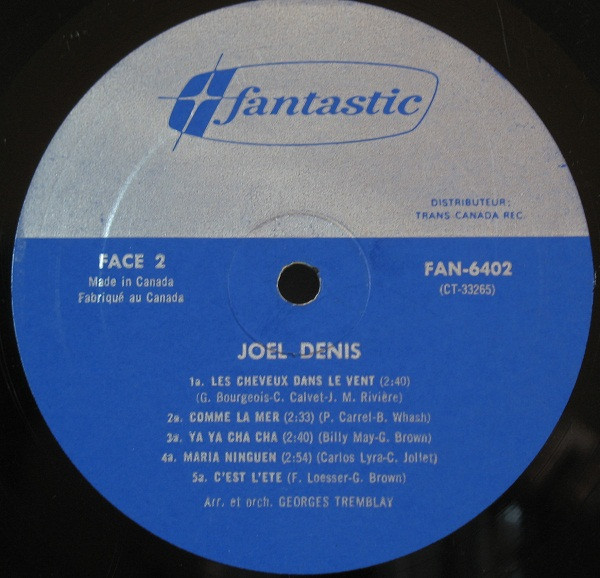 fantastic
DISTRIBUTEUR:
TRANS CANADA REC.
FACE 2
Made in Canada
Fabriqué au Canada
FAN-6402
(CT-33265)
JOEL DENIS
1a. LES CHEVEUX DANS LE VENT (2:40)
(G. Bourgeois-C. Calvet-J. M. Rivière)
2a. COMME LA MER (2:33) (P. Carrel-B. Whash)
3a. YA YA CHA CHA (2:40) (Billy May-G. Brown)
4a. MARIA NINGUEN (2:54) (Carlos Lyra-C. Jollet)
5a. C'EST L'ETE (F. Loesser-G. Brown)
Arr. et orch. GEORGES TREMBLAY